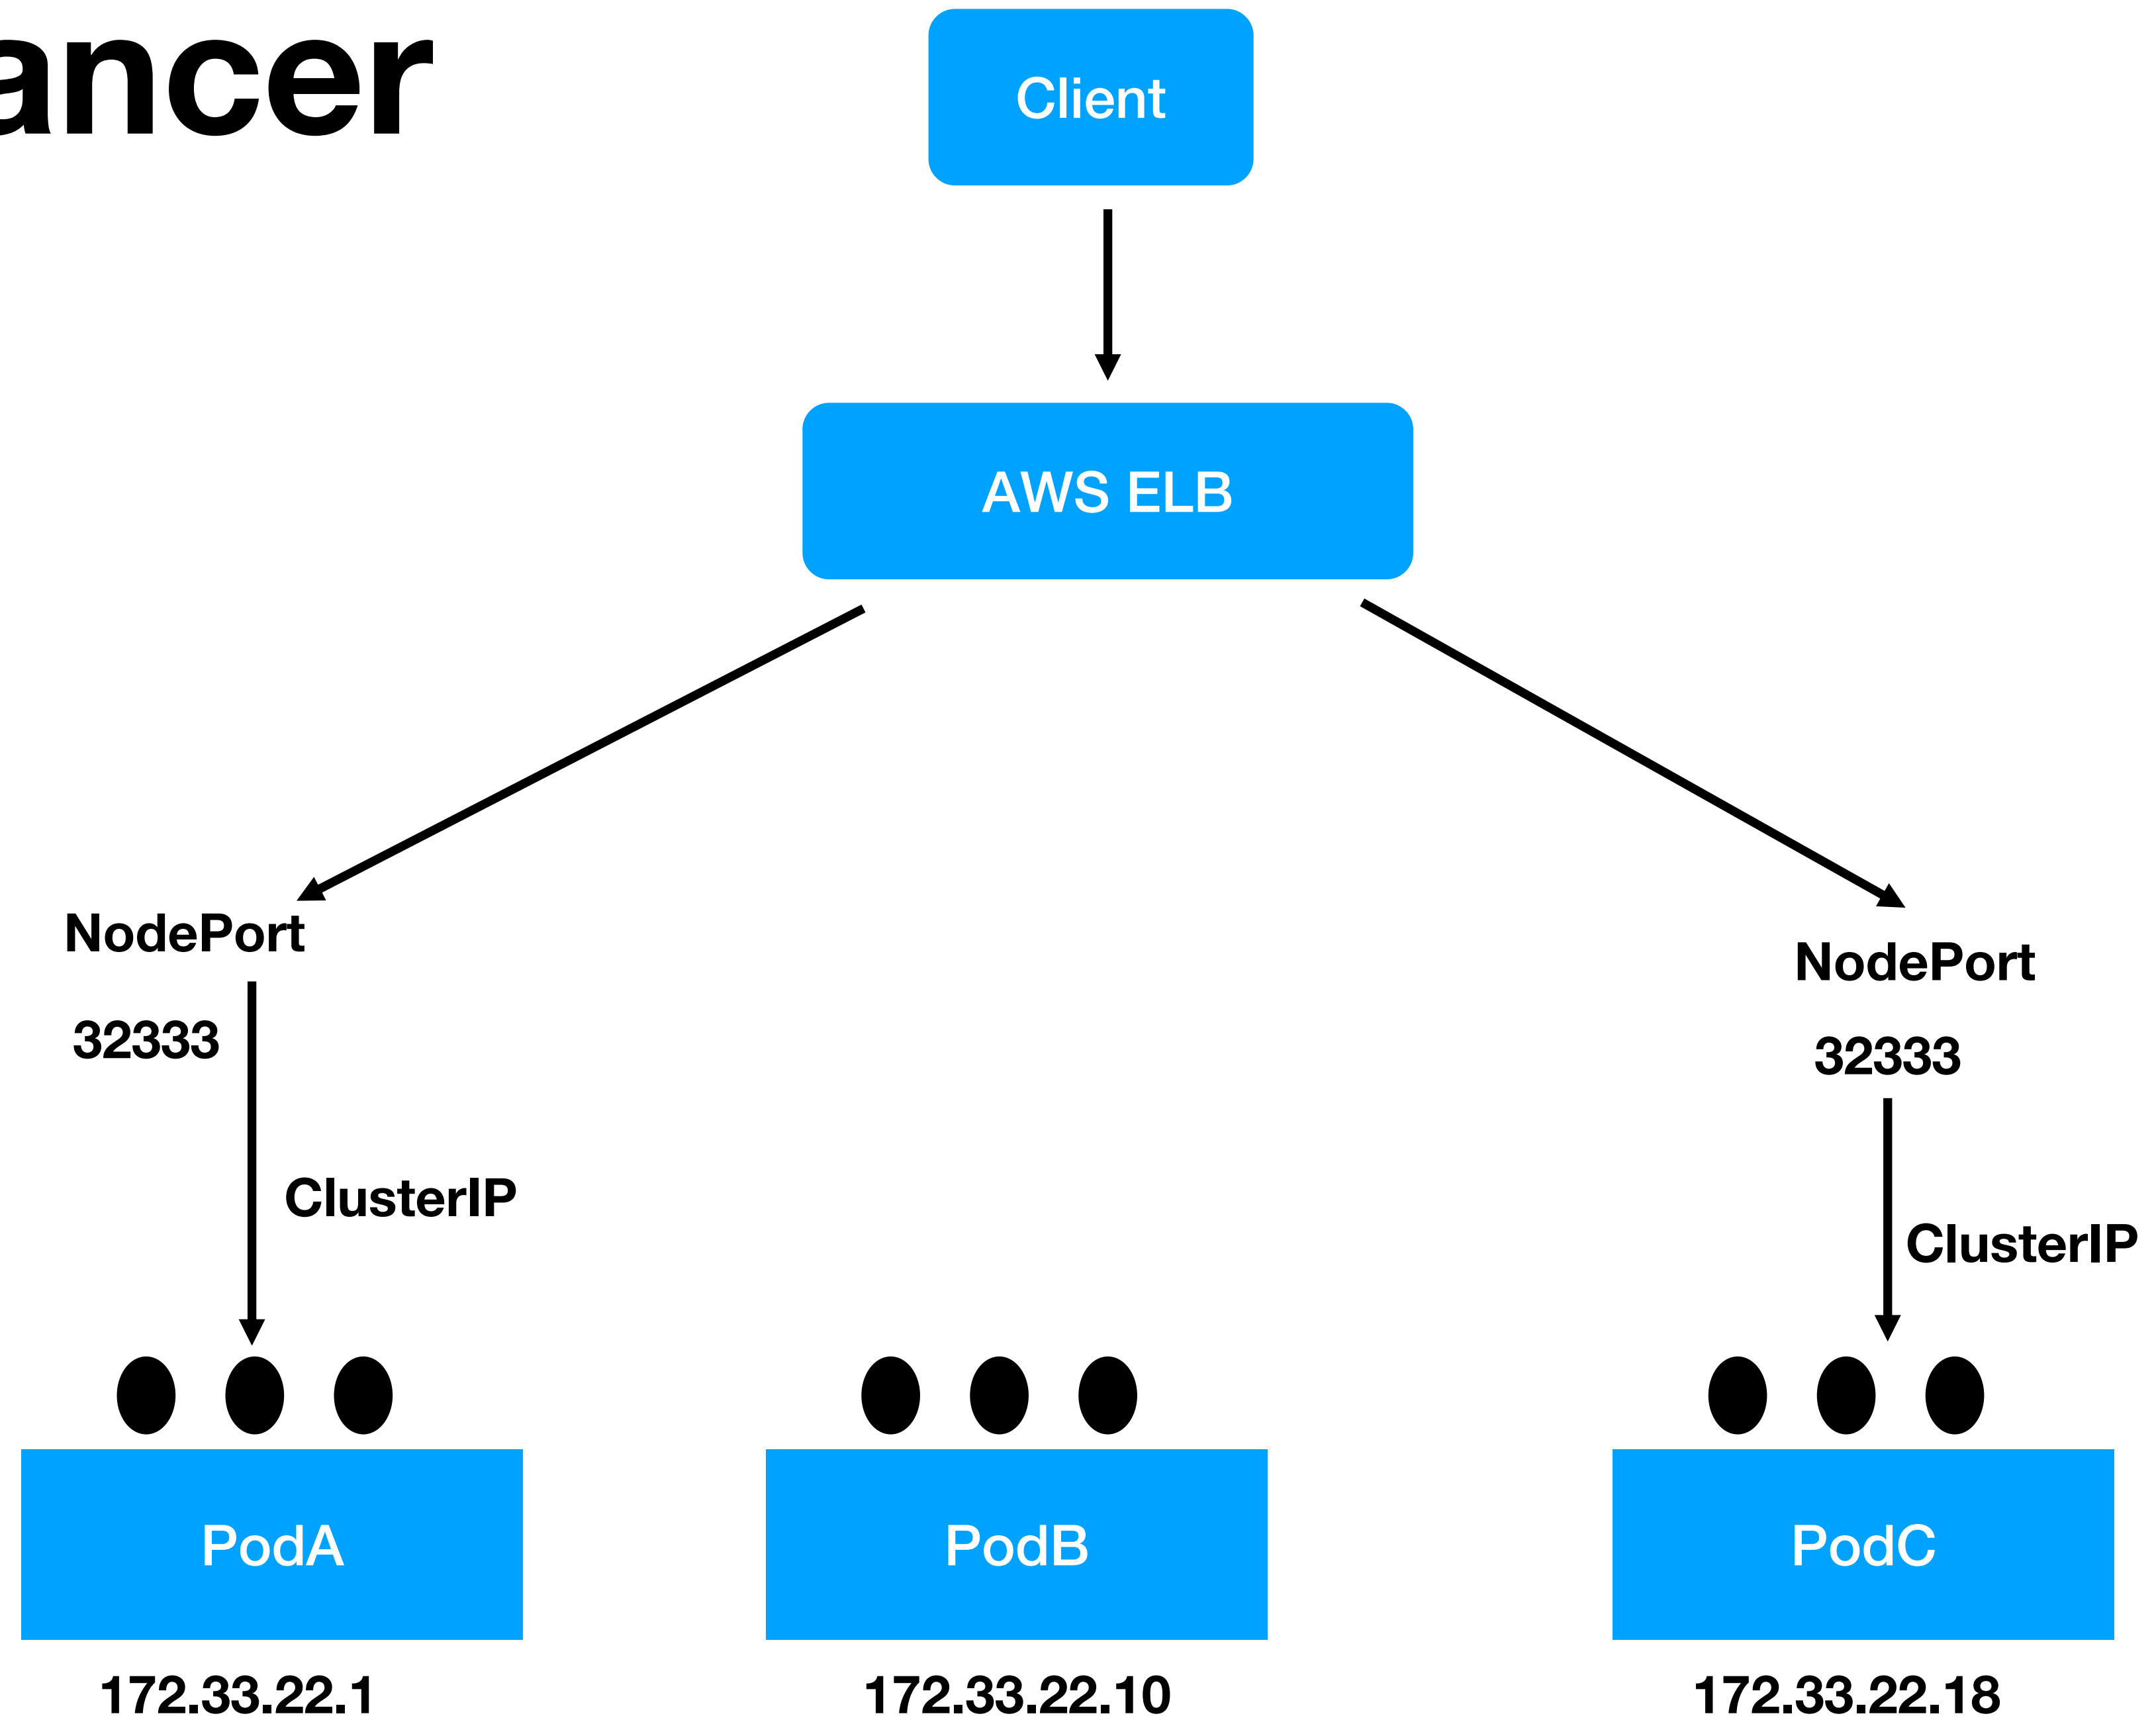 ancer
Client
AWS ELB
NodePort
NodePort
32333
32333
ClusterIP
ClusterIP
PodA
PodB
PodC
172.33.22.1
172.33.22.10
172.33.22.18